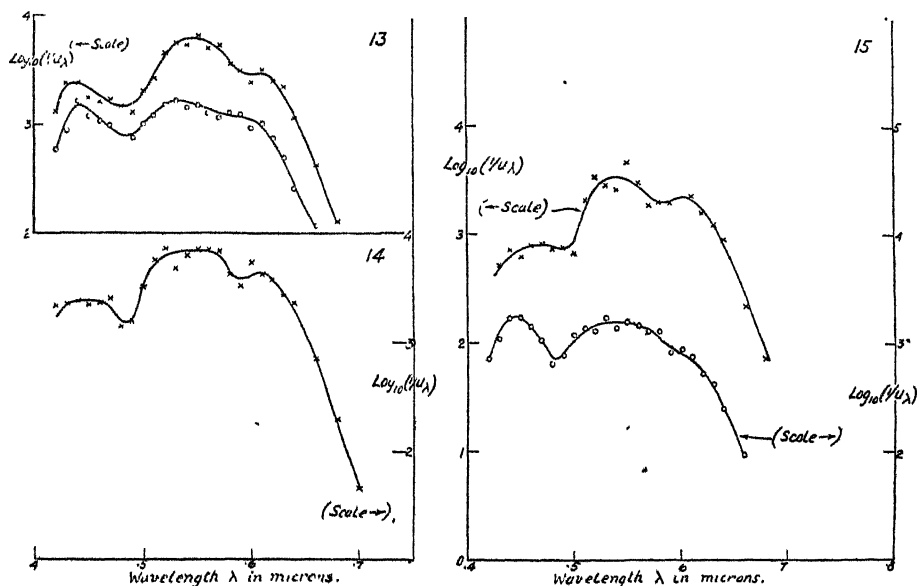 4
13
Log₁₀(1/uλ)
(←Scale)
3
2
4
14
3
Log₁₀(1/uλ)
2
(Scale→)
.4
.5
.6
.7
Wavelength λ in microns.
15
4
5
Log₁₀(1/uλ)
(←Scale)
3
4
2
3
Log₁₀(1/uλ)
(Scale→)
1
2
0
.4
.5
.6
.7
.8
Wavelength λ in microns.